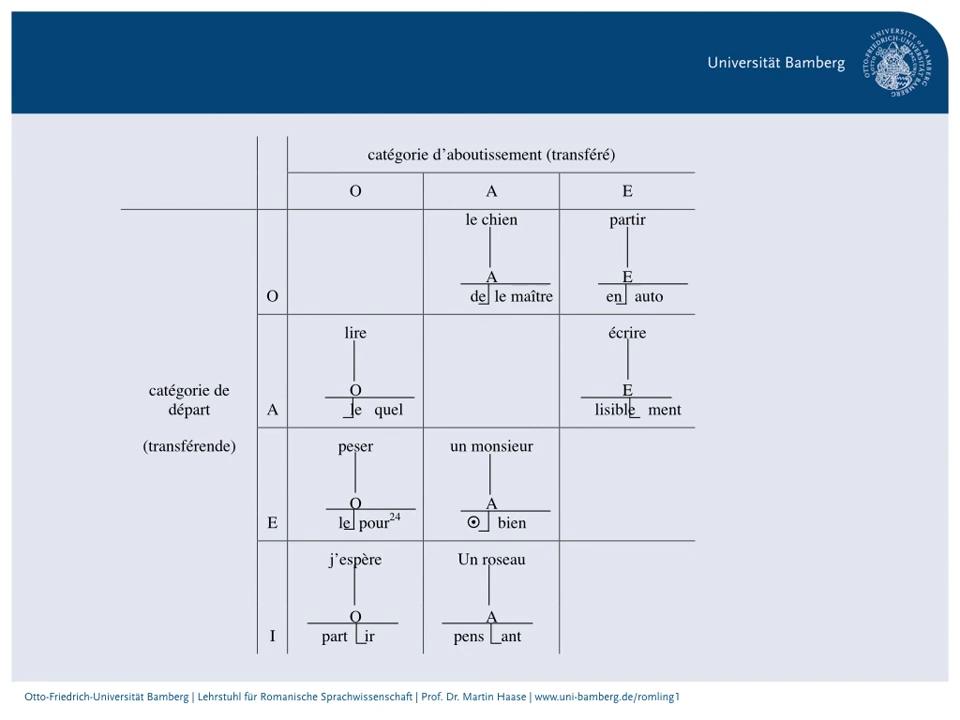 Universität Bamberg
catégorie d'aboutissement (transféré)
O A E
le chien partir
A E
O de le maître en auto
lire écrire
catégorie de O E
départ A le quel lisible ment
(transférende) peser un monsieur
O A
E le pour24 ⊙ bien
j'espère Un roseau
O A
I part ir pens ant
Otto-Friedrich-Universität Bamberg | Lehrstuhl für Romanische Sprachwissenschaft | Prof. Dr. Martin Haase | www.uni-bamberg.de/romling1